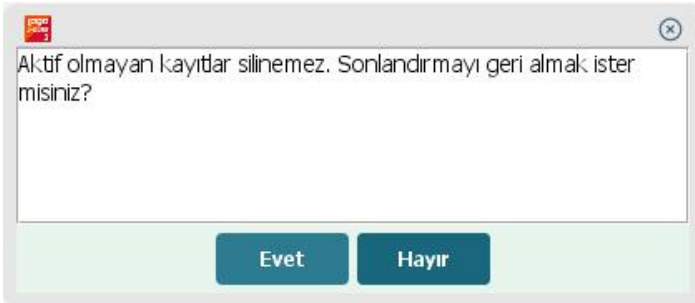 Aktif olmayan kayıtlar silinemez. Sonlandırmayı geri almak ister
misiniz?
Evet Hayır